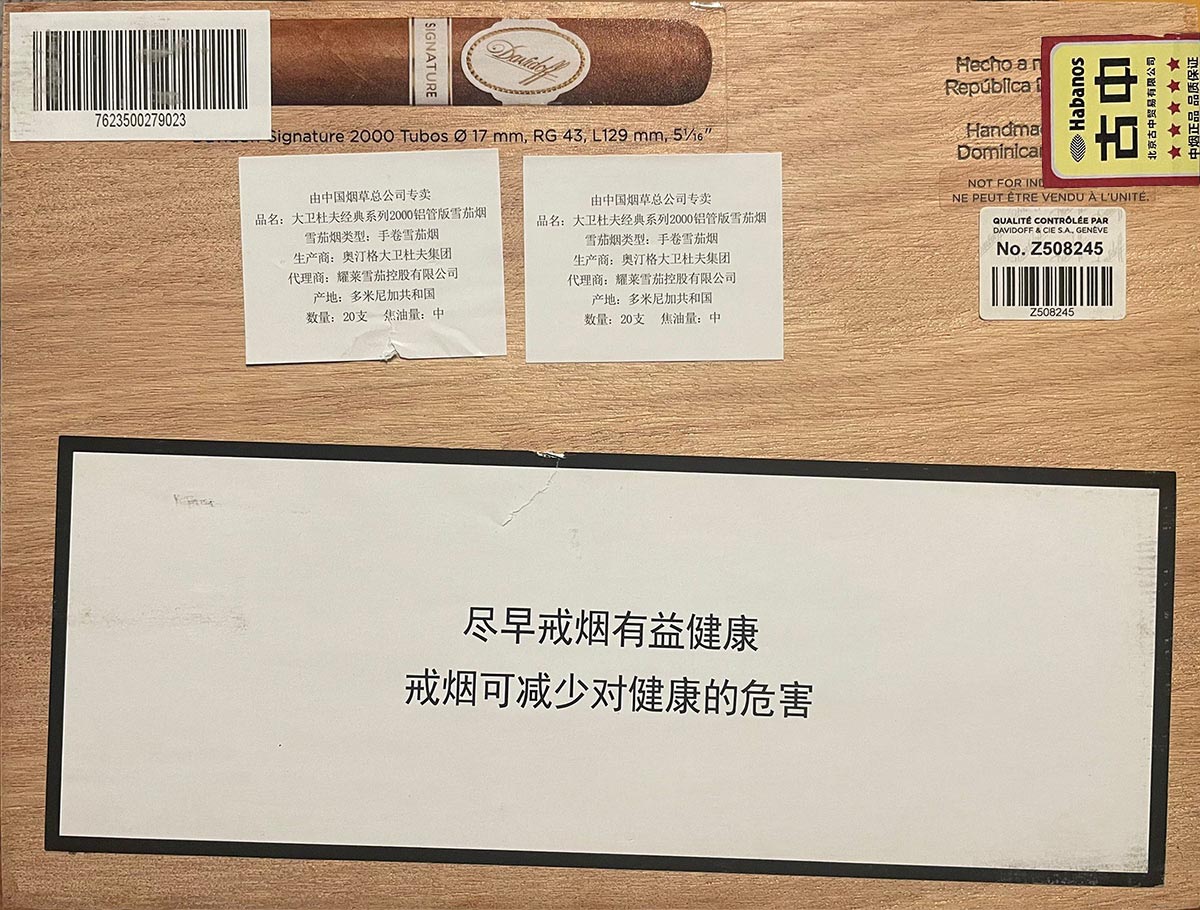 7623500279023
SIGNATURE
Davidoff
Signature 2000 Tubos Ø 17 mm, RG 43, L129 mm, 5 1/16"
Hecho a
República
Handma
Dominica
NOT FOR
NE PEUT ÊTRE VENDU À L'UNITÉ.
Habanos
古中
北京古中贸易有限公司
★★★★★
中烟正品 品质保证
QUALITÉ CONTRÔLÉE PAR
DAVIDOFF & CIE S.A., GENÈVE
No. Z508245
Z508245
由中国烟草总公司专卖
品名：大卫杜夫经典系列2000铝管版雪茄烟
雪茄烟类型：手卷雪茄烟
生产商：奥汀格大卫杜夫集团
代理商：耀莱雪茄控股有限公司
产地：多米尼加共和国
数量：20支 焦油量：中
由中国烟草总公司专卖
品名：大卫杜夫经典系列2000铝管版雪茄烟
雪茄烟类型：手卷雪茄烟
生产商：奥汀格大卫杜夫集团
代理商：耀莱雪茄控股有限公司
产地：多米尼加共和国
数量：20支 焦油量：中
尽早戒烟有益健康
戒烟可减少对健康的危害